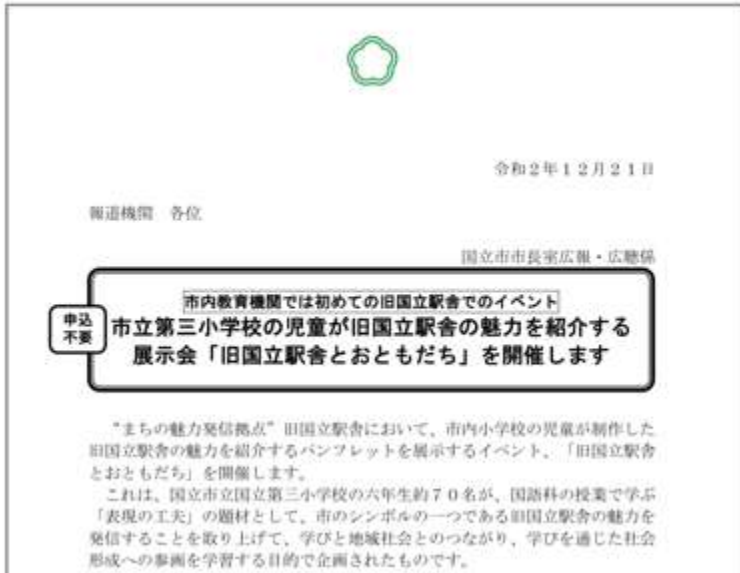 令和２年１２月２１日
報道機関　各位
国立市市長室広報・広聴係
市内教育機関では初めての旧国立駅舎でのイベント
申込
不要
市立第三小学校の児童が旧国立駅舎の魅力を紹介する
展示会「旧国立駅舎とおともだち」を開催します
“まちの魅力発信拠点”旧国立駅舎において、市内小学校の児童が制作した
旧国立駅舎の魅力を紹介するパンフレットを展示するイベント、「旧国立駅舎
とおともだち」を開催します。
これは、国立市立国立第三小学校の六年生約７０名が、国語科の授業で学ぶ
「表現の工夫」の題材として、市のシンボルの一つである旧国立駅舎の魅力を
発信することを取り上げて、学びと地域社会とのつながり、学びを通じた社会
形成への参画を学習する目的で企画されたものです。